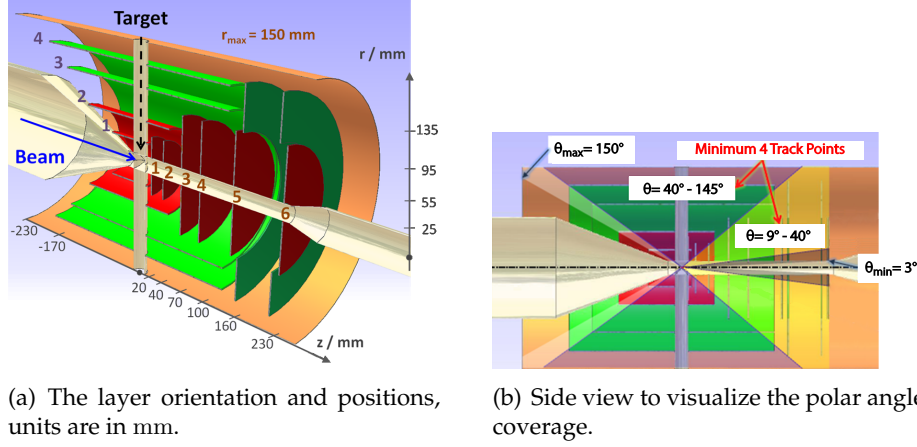 Target
4
r_max = 150 mm
r / mm
3
2
1
135
Beam
1
2
3
4
5
6
95
55
25
-230
-170
20
40
70
100
160
230
z / mm
θmax= 150°
Minimum 4 Track Points
θ= 40° - 145°
θ= 9° - 40°
θmin= 3°
(a) The layer orientation and positions,
units are in mm.
(b) Side view to visualize the polar angle
coverage.